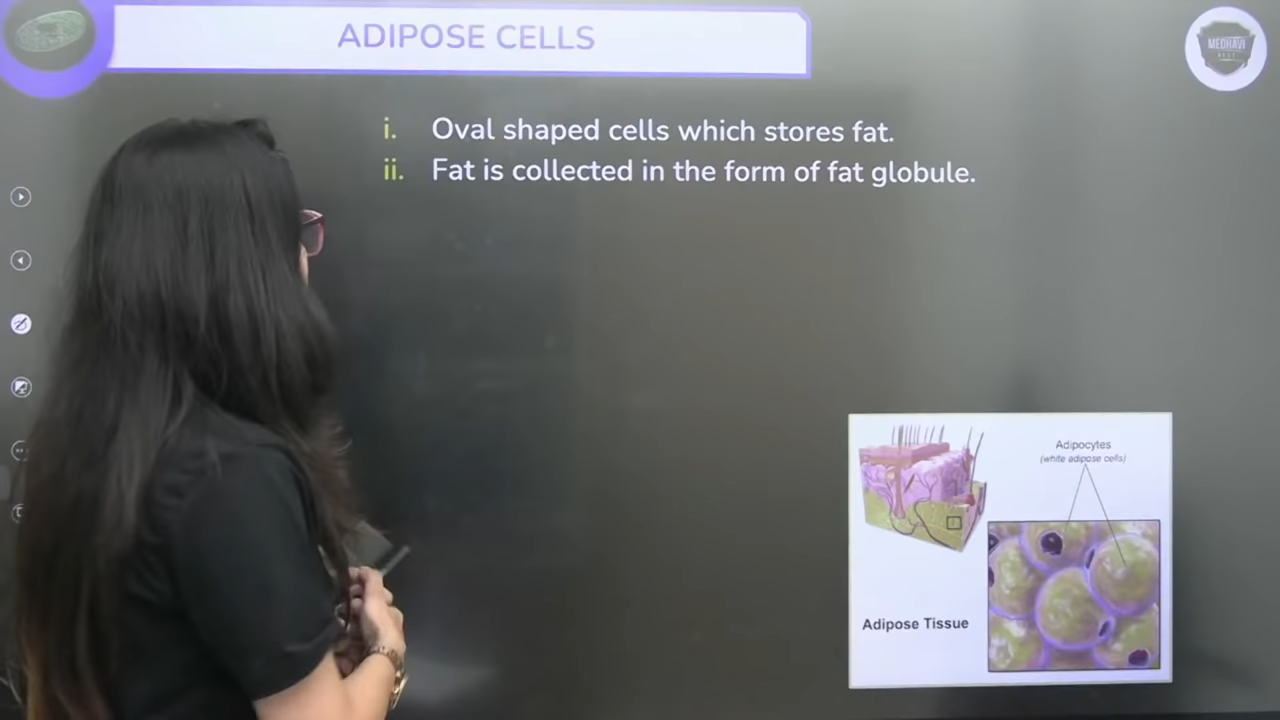 ADIPOSE CELLS
MEDHAVI
NEET
i. Oval shaped cells which stores fat.
ii. Fat is collected in the form of fat globule.
Adipocytes
(white adipose cells)
Adipose Tissue